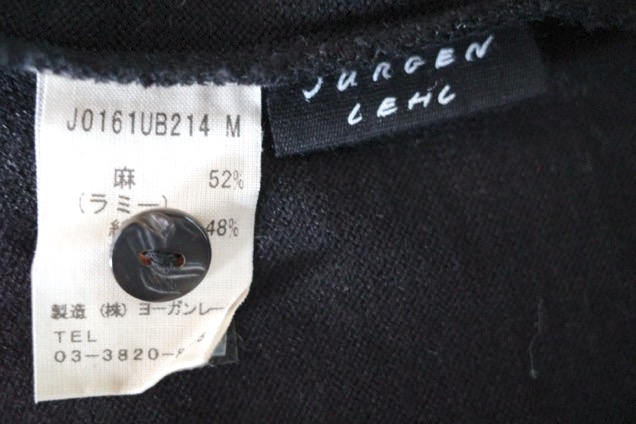 JURGEN
LEHL
J0161UB214 M
麻 52%
(ラミー)
48%
製造 (株) ヨーガンレー
TEL
03-3820-